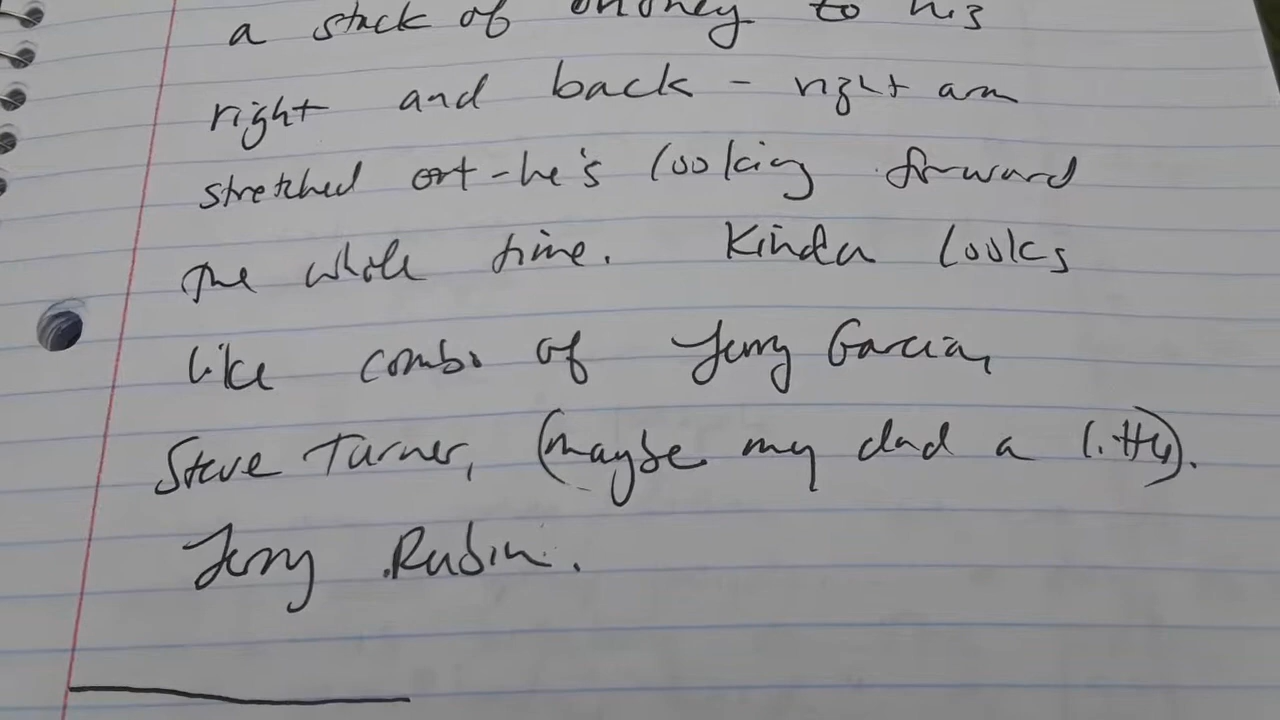 a stack of money to his
right and back - right arm
stretched out - he's looking forward
the whole time. Kinda looks
like combo of Jerry Garcia,
Steve Turner, (maybe my dad a little).
Jerry Rubin.